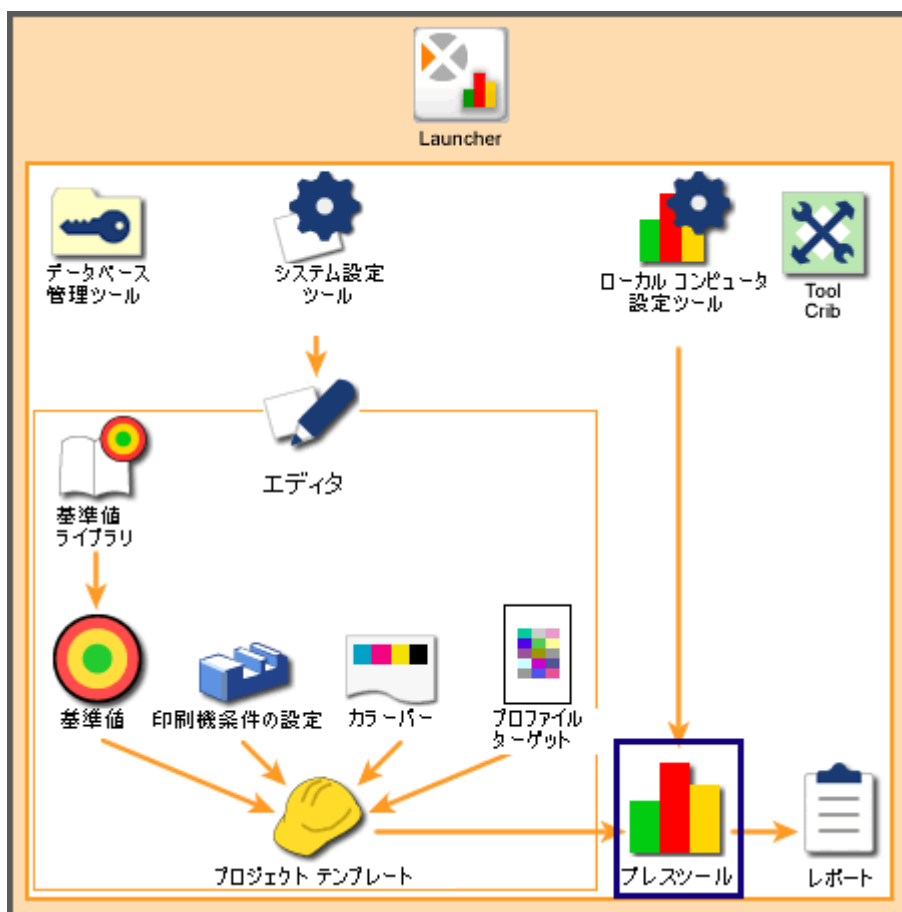 Launcher
データベース
管理ツール
システム設定
ツール
ローカル コンピュータ
設定ツール
Tool
Crib
エディタ
基準値
ライブラリ
基準値
印刷機条件の設定
カラーバー
プロファイル
ターゲット
プロジェクト テンプレート
プレスツール
レポート